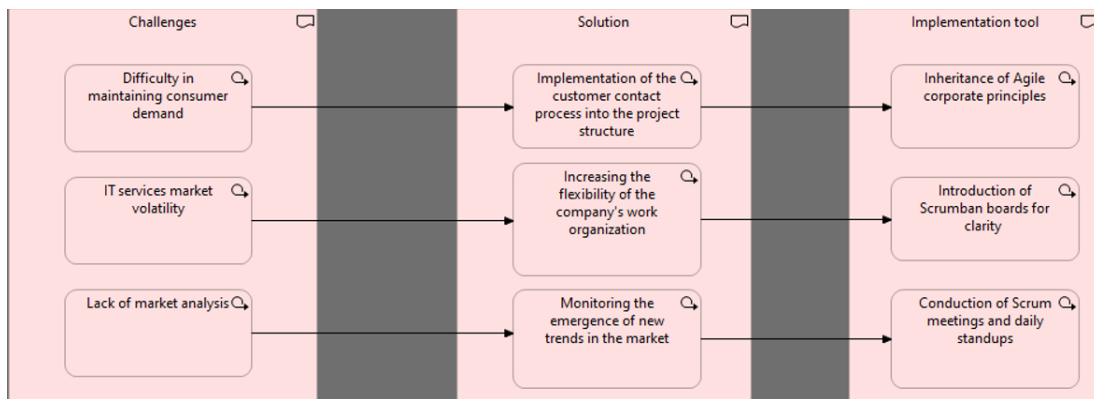 Challenges
Solution
Implementation tool
Difficulty in
maintaining consumer
demand
Implementation of the
customer contact
process into the project
structure
Inheritance of Agile
corporate principles
IT services market
volatility
Increasing the
flexibility of the
company's work
organization
Introduction of
Scrumban boards for
clarity
Lack of market analysis
Monitoring the
emergence of new
trends in the market
Conduction of Scrum
meetings and daily
standups